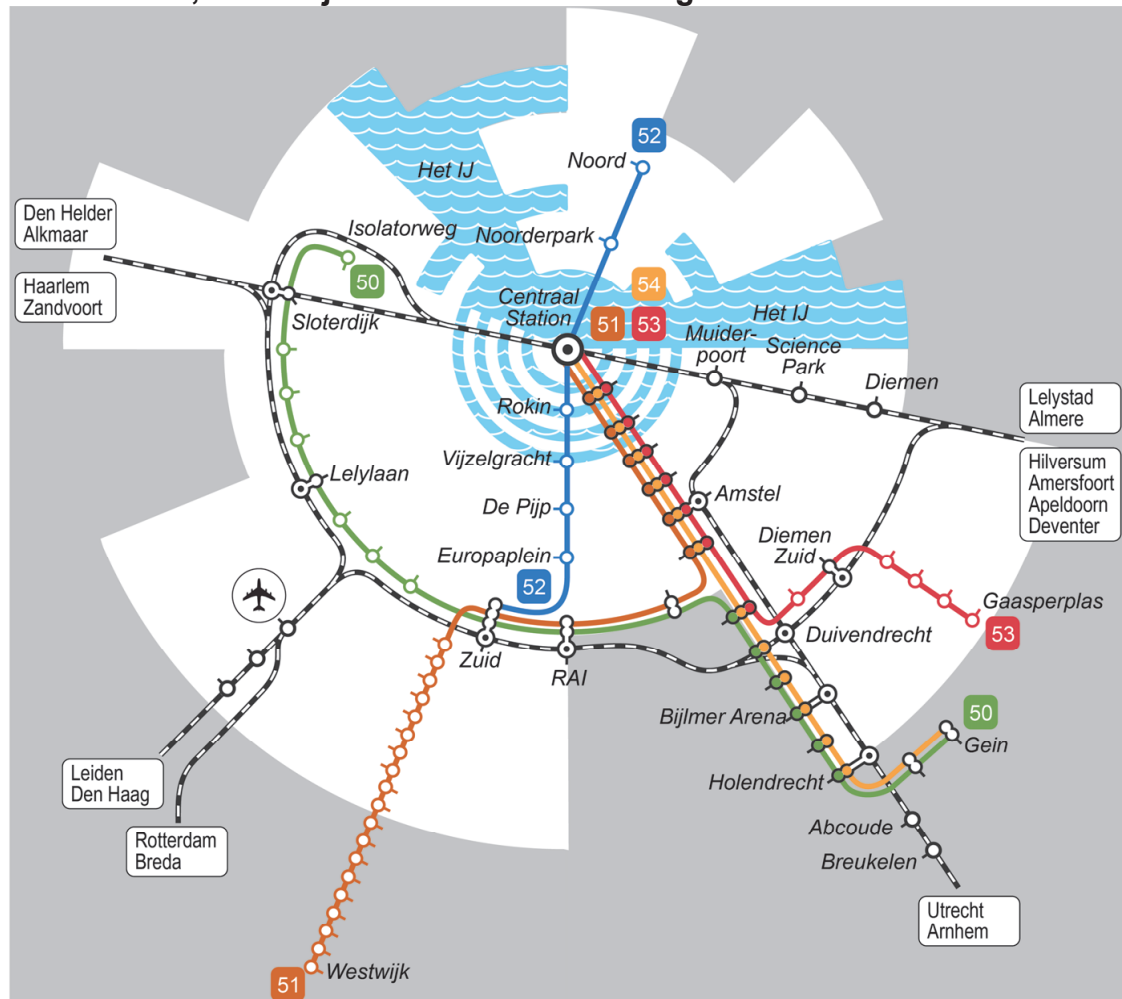 52
Noord
Het IJ
Den Helder
Alkmaar
Isolatorweg
Noorderpark
50
54
Haarlem
Zandvoort
Centraal
Station
51
53
Het IJ
Sloterdijk
Muider-
poort
Science
Park
Diemen
Rokin
Lelystad
Almere
Vijzelgracht
Lelylaan
Hilversum
Amersfoort
Apeldoorn
Deventer
Amstel
De Pijp
Diemen
Zuid
Europaplein
52
Gaasperplas
53
Duivendrecht
Zuid
RAI
Bijlmer Arena
50
Gein
Leiden
Den Haag
Holendrecht
Rotterdam
Breda
Abcoude
Breukelen
Utrecht
Arnhem
Westwijk
51